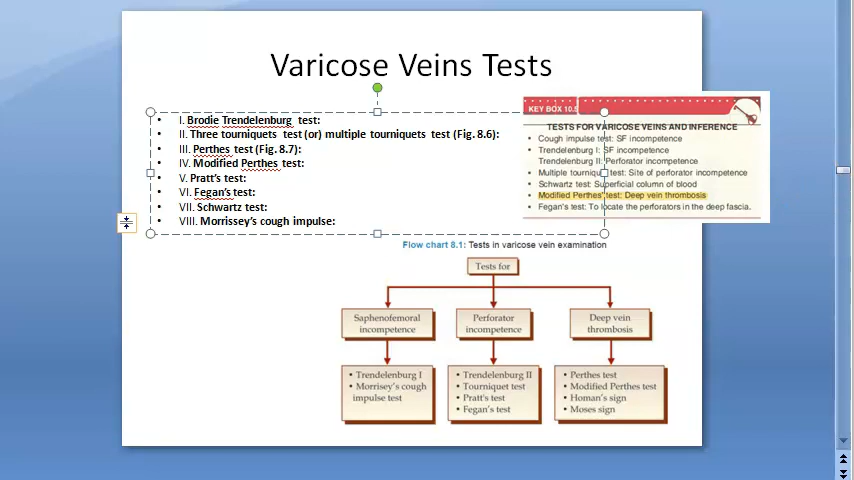 Varicose Veins Tests
• I. Brodie Trendelenburg test:
• II. Three tourniquets test (or) multiple tourniquets test (Fig. 8.6):
• III. Perthes test (Fig. 8.7):
• IV. Modified Perthes test:
• V. Pratt's test:
• VI. Fegan's test:
• VII. Schwartz test:
• VIII. Morrissey's cough impulse:
KEY BOX 10.5
TESTS FOR VARICOSE VEINS AND INFERENCE
• Cough impulse test: SF incompetence
• Trendelenburg I: SF incompetence
Trendelenburg II: Perforator incompetence
• Multiple tourniquet test: Site of perforator incompetence
• Schwartz test: Superficial column of blood
• Modified Perthes' test: Deep vein thrombosis
• Fegan's test: To locate the perforators in the deep fascia.
Flow chart 8.1: Tests in varicose vein examination
Tests for
Saphenofemoral
incompetence
Perforator
incompetence
Deep vein
thrombosis
• Trendelenburg I
• Morrisey's cough
impulse test
• Trendelenburg II
• Tourniquet test
• Pratt's test
• Fegan's test
• Perthes test
• Modified Perthes test
• Homan's sign
• Moses sign